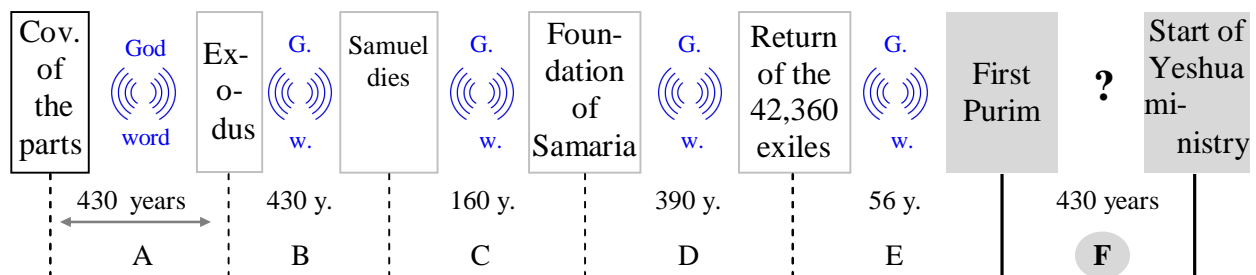 Cov.
of
the
parts
God
word
Ex-
o-
dus
G.
w.
Samuel
dies
G.
w.
Foun-
dation
of
Samaria
G.
w.
Return
of the
42,360
exiles
G.
w.
First
Purim
?
Start of
Yeshua
mi-
nistry
430 years
430 y.
160 y.
390 y.
56 y.
430 years
A
B
C
D
E
F